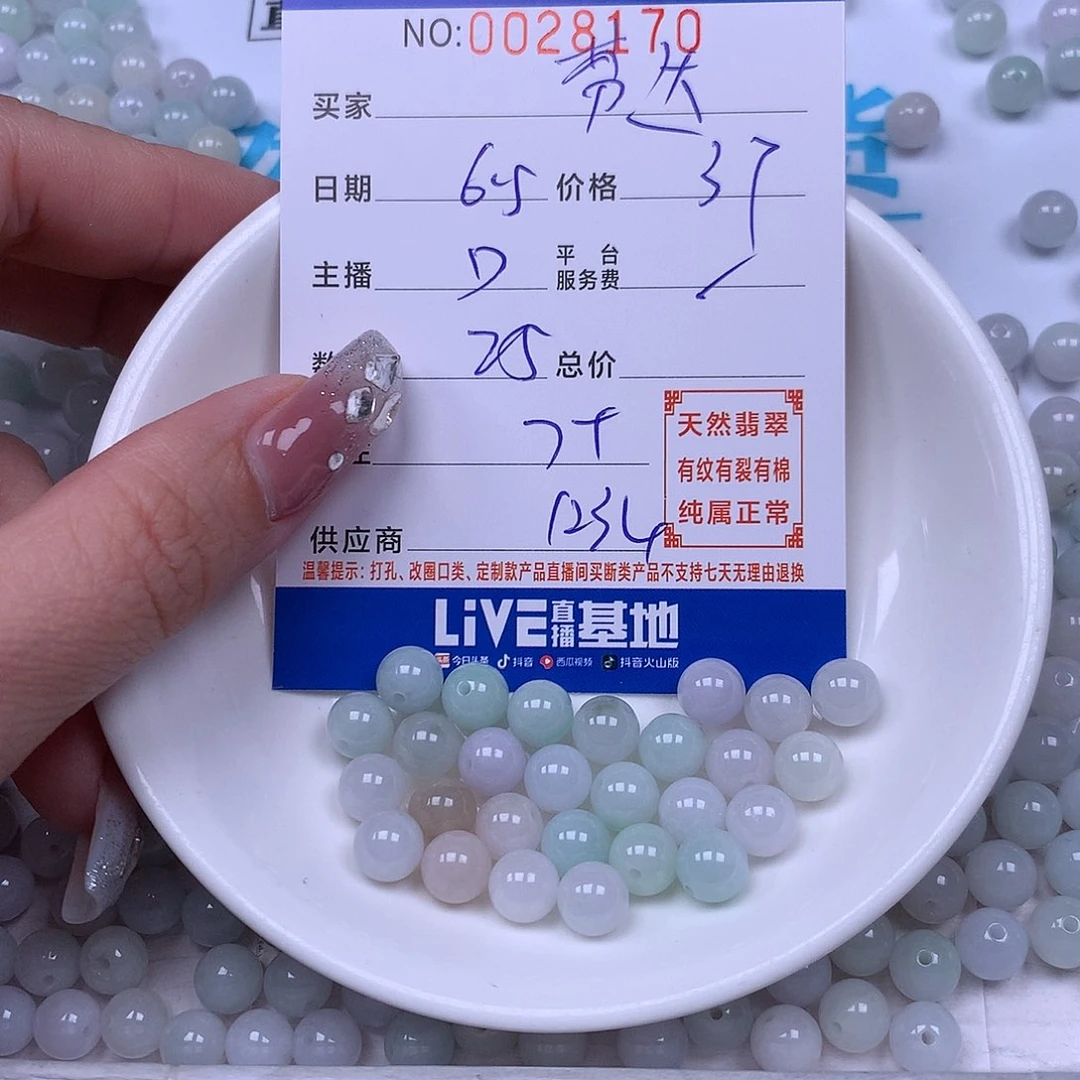 NO:0028170
买家
日期 价格 37
主播 7 平台服务费 /
25 总价
7T
供应商 1234
天然翡翠
有纹有裂有棉
纯属正常
温馨提示：打孔、改圈口类、定制款产品直播间买断类产品不支持七天无理由退换
LiVE直播基地
今日头条 抖音 西瓜视频 抖音火山版